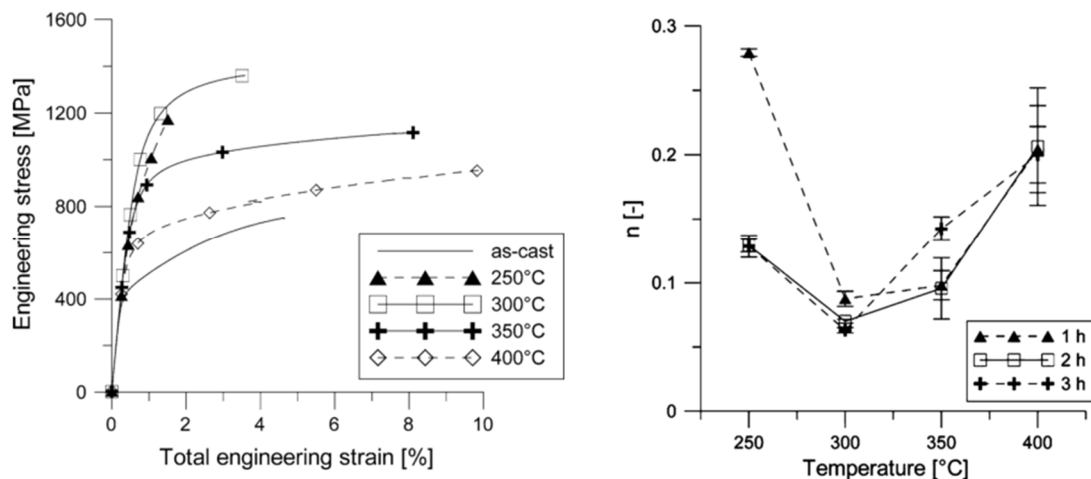 1600
1200
800
400
0
0
2
4
6
8
10
Engineering stress [MPa]
Total engineering strain [%]
as-cast
250°C
300°C
350°C
400°C
0.3
0.2
0.1
0
250
300
350
400
n [-]
Temperature [°C]
1 h
2 h
3 h